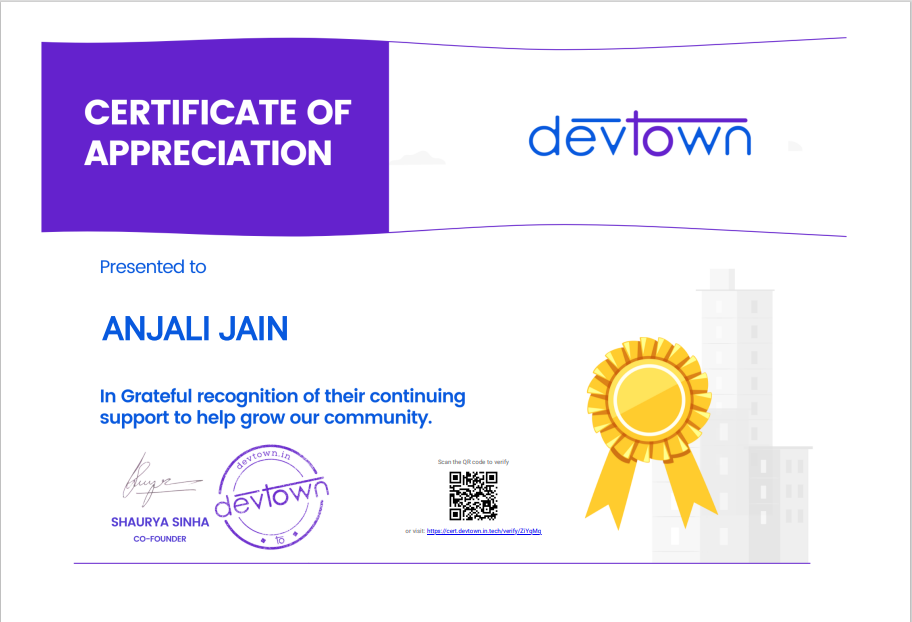 CERTIFICATE OF
APPRECIATION
devtown
Presented to
ANJALI JAIN
In Grateful recognition of their continuing
support to help grow our community.
SHAURYA SINHA
CO-FOUNDER
devtown.in
devtown
Scan the QR code to verify
or visit: https://cert.devtown.in.tech/verify/ZiYqMq